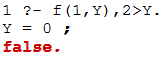 1 ?- f(1,Y),2>Y.
Y = 0 ;
false.